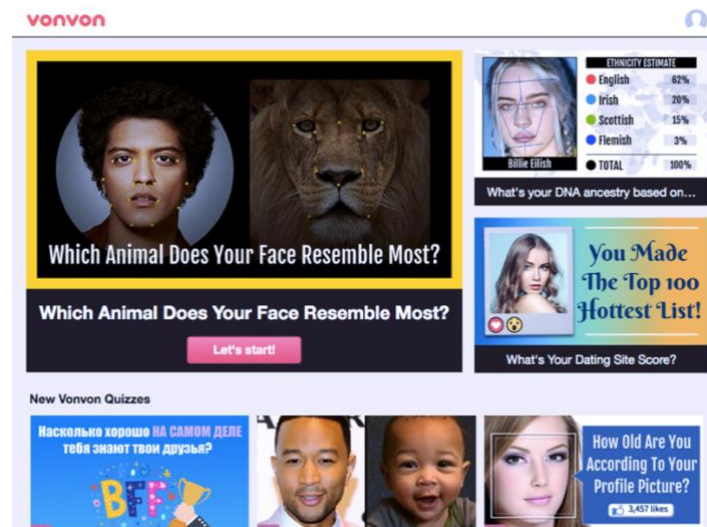 vonvon
Which Animal Does Your Face Resemble Most?
Which Animal Does Your Face Resemble Most?
Let's start!
ETHNICITY ESTIMATE
English 62%
Irish 20%
Scottish 15%
Flemish 3%
TOTAL 100%
Billie Eilish
What's your DNA ancestry based on...
You Made
The Top 100
Hottest List!
What's Your Dating Site Score?
New Vonvon Quizzes
Насколько хорошо НА САМОМ ДЕЛЕ
тебя знают твои друзья?
BFF
How Old Are You
According To Your
Profile Picture?
3,457 likes